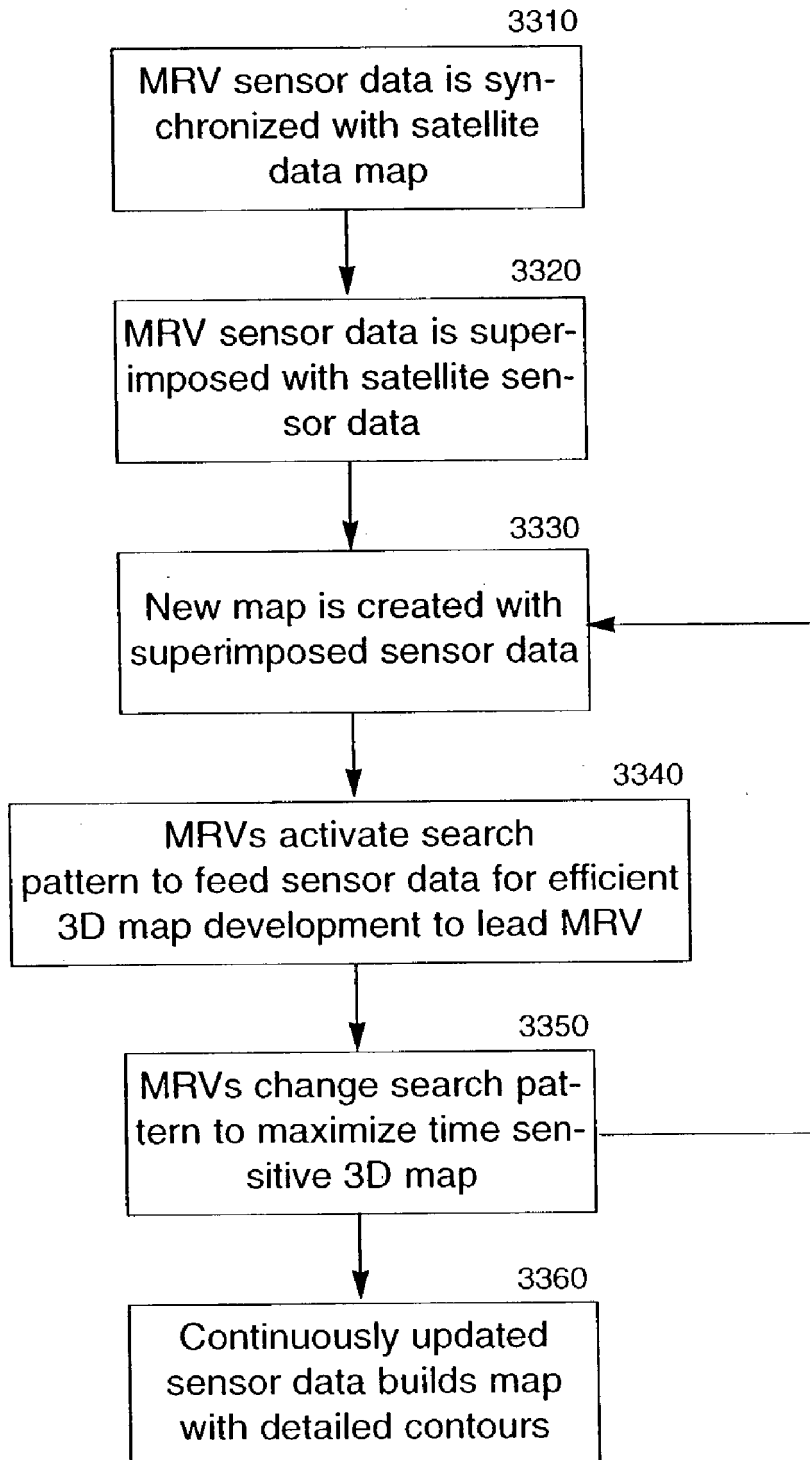 3310
MRV sensor data is syn-
chronized with satellite
data map
3320
MRV sensor data is super-
imposed with satellite sen-
sor data
3330
New map is created with
superimposed sensor data
3340
MRVs activate search
pattern to feed sensor data for efficient
3D map development to lead MRV
3350
MRVs change search pat-
tern to maximize time sen-
sitive 3D map
3360
Continuously updated
sensor data builds map
with detailed contours